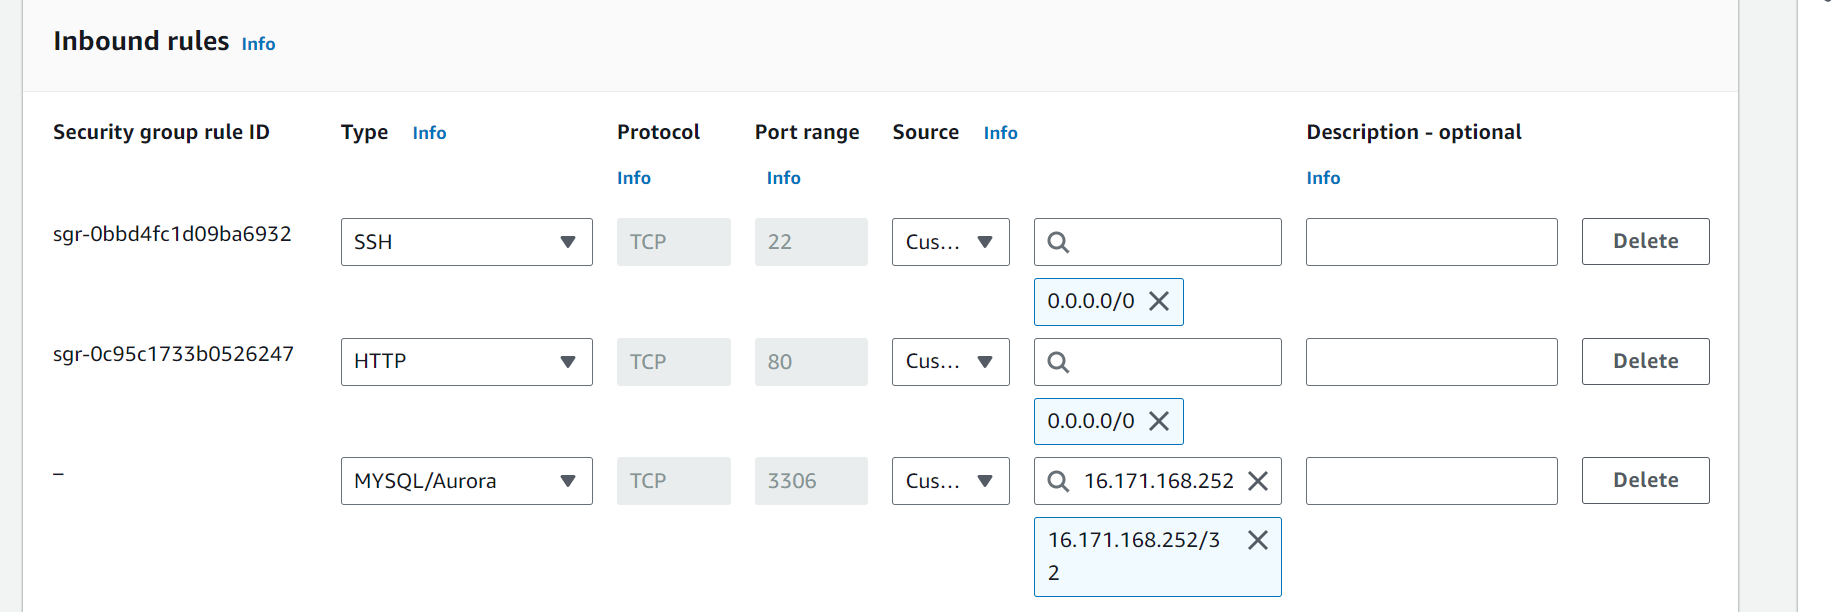 Inbound rules Info
Security group rule ID Type Info Protocol Port range Source Info Description - optional
Info Info Info
sgr-0bbd4fc1d09ba6932 SSH TCP 22 Cus... Delete
0.0.0.0/0
sgr-0c95c1733b0526247 HTTP TCP 80 Cus... Delete
0.0.0.0/0
– MYSQL/Aurora TCP 3306 Cus... 16.171.168.252 Delete
16.171.168.252/3
2